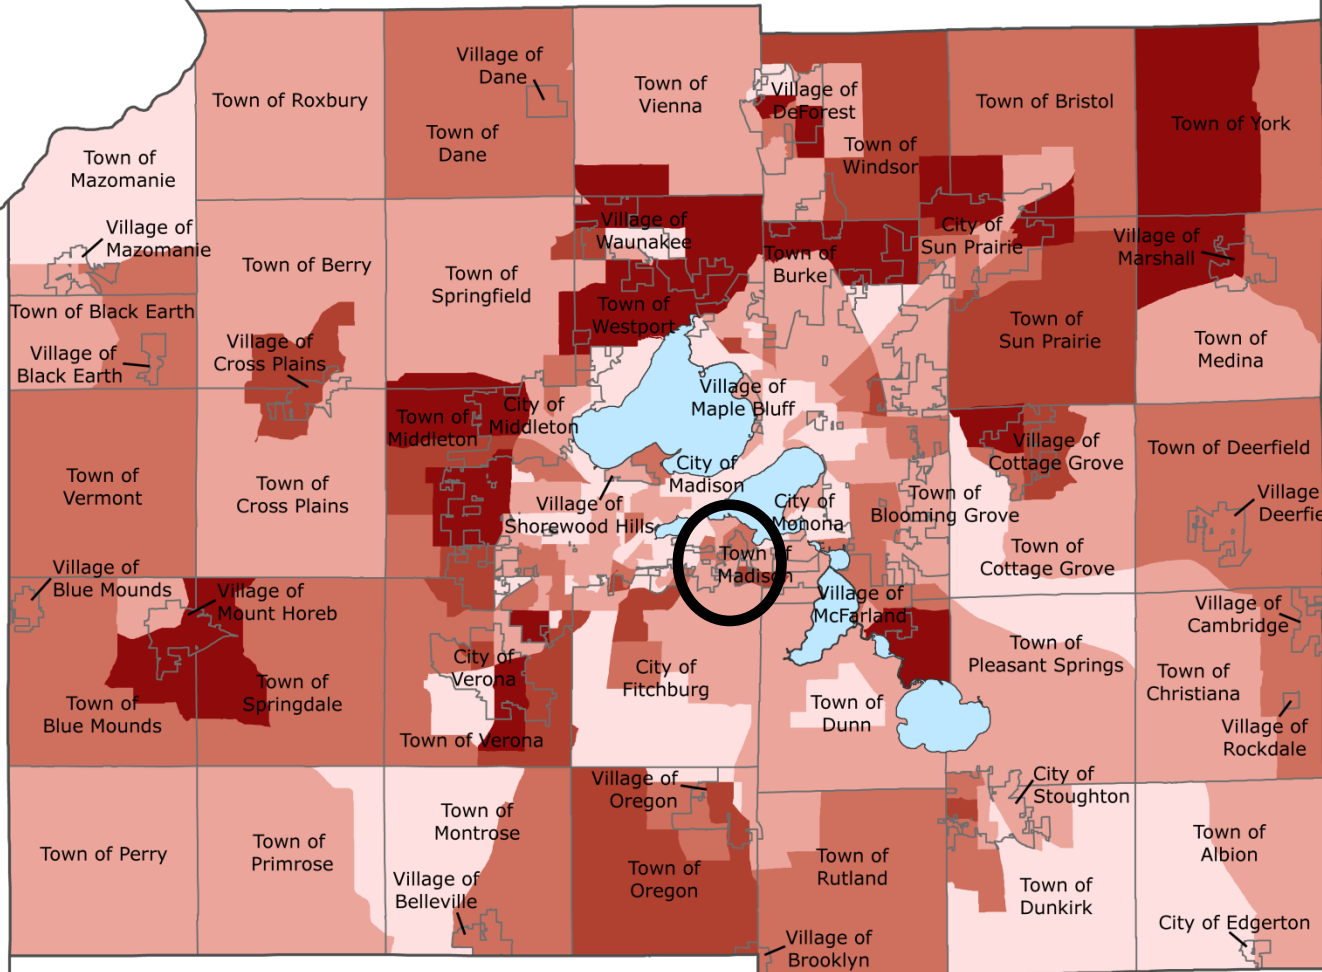 Village of
Dane
Town of Roxbury
Town of
Dane
Town of
Vienna
Village of
DeForest
Town of
Windsor
Town of Bristol
Town of York
Town of
Mazomanie
Village of
Mazomanie
Town of Berry
Town of
Springfield
Village of
Waunakee
Town of
Westport
Town of
Burke
City of
Sun Prairie
Village of
Marshall
Town of Black Earth
Village of
Black Earth
Village of
Cross Plains
Town of
Sun Prairie
Town of
Medina
Village of
Maple Bluff
Town of
Middleton
City of
Middleton
Town of
Vermont
Town of
Cross Plains
Village of
Shorewood Hills
City of
Madison
City of
Monona
Town of
Blooming Grove
Village of
Cottage Grove
Town of Deerfield
Village
Deerfie
Town of
Cottage Grove
Town of
Madison
Village of
Blue Mounds
Village of
Mount Horeb
Village of
McFarland
Village of
Cambridge
Town of
Blue Mounds
Town of
Springdale
City of
Verona
Town of Verona
City of
Fitchburg
Town of
Dunn
Town of
Pleasant Springs
Town of
Christiana
Village of
Rockdale
Village of
Oregon
City of
Stoughton
Town of Perry
Town of
Primrose
Town of
Montrose
Village of
Belleville
Town of
Oregon
Town of
Rutland
Town of
Dunkirk
Town of
Albion
Village of
Brooklyn
City of Edgerton